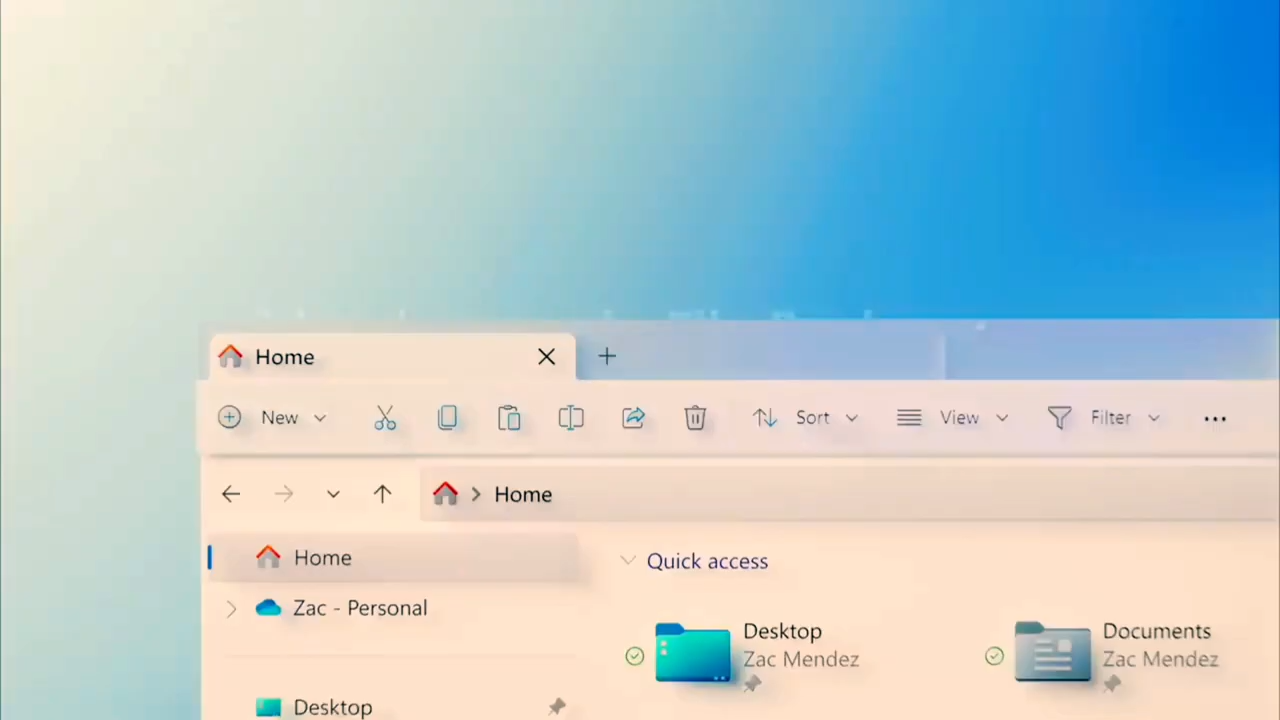 Home
New
Sort
View
Filter
Home
Home
Quick access
Zac - Personal
Desktop
Zac Mendez
Documents
Zac Mendez
Desktop